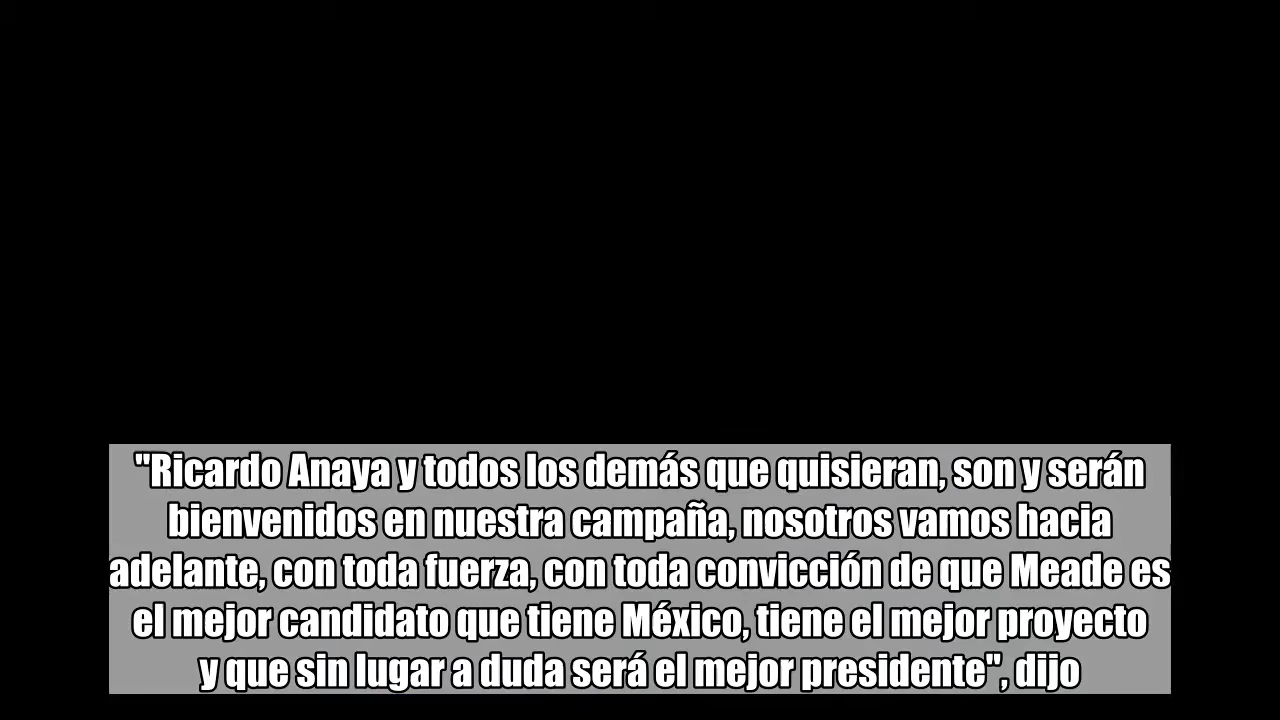 "Ricardo Anaya y todos los demás que quisieran, son y serán
bienvenidos en nuestra campaña, nosotros vamos hacia
adelante, con toda fuerza, con toda convicción de que Meade es
el mejor candidato que tiene México, tiene el mejor proyecto
y que sin lugar a duda será el mejor presidente", dijo